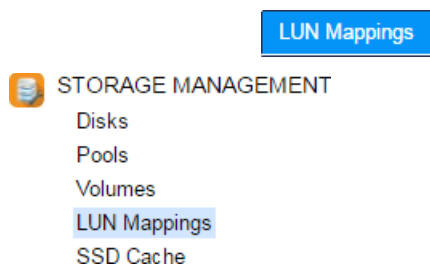 LUN Mappings
STORAGE MANAGEMENT
Disks
Pools
Volumes
LUN Mappings
SSD Cache